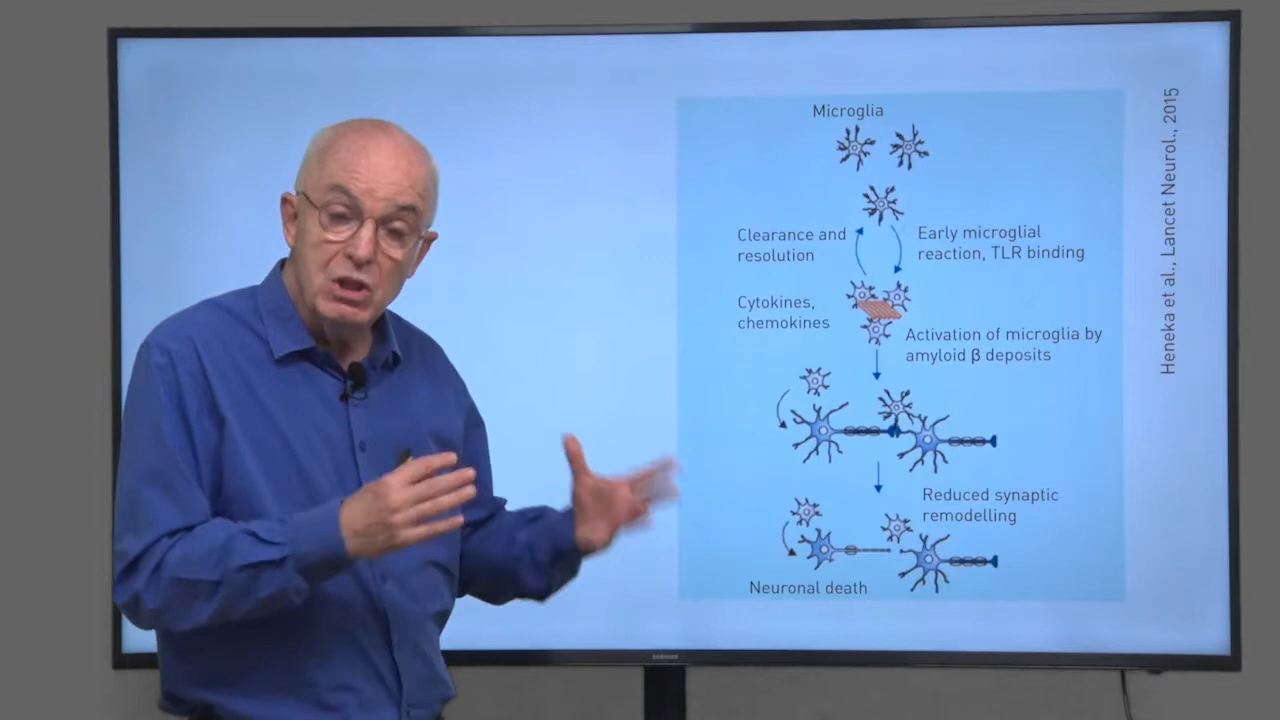 Microglia
Clearance and
resolution
Early microglial
reaction, TLR binding
Cytokines,
chemokines
Activation of microglia by
amyloid β deposits
Reduced synaptic
remodelling
Neuronal death
Heneka et al., Lancet Neurol., 2015
SAMSUNG